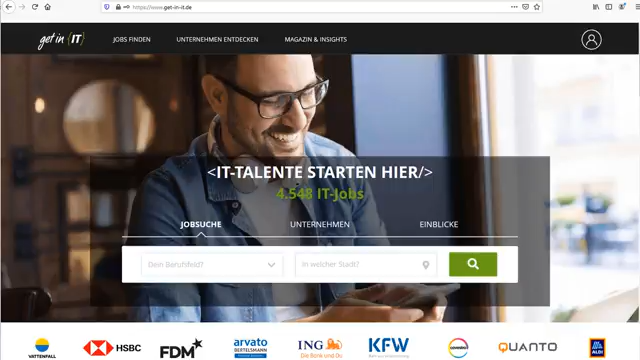 https://www.get-in-it.de
get in {IT}
JOBS FINDEN
UNTERNEHMEN ENTDECKEN
MAGAZIN & INSIGHTS
<IT-TALENTE STARTEN HIER/>
4.548 IT-Jobs
JOBSUCHE
UNTERNEHMEN
EINBLICKE
Dein Berufsfeld?
In welcher Stadt?
VATTENFALL
HSBC
FDM
arvato
BERTELSMANN
ING
Die Bank und Du
KFW
QUANTO
ALDI